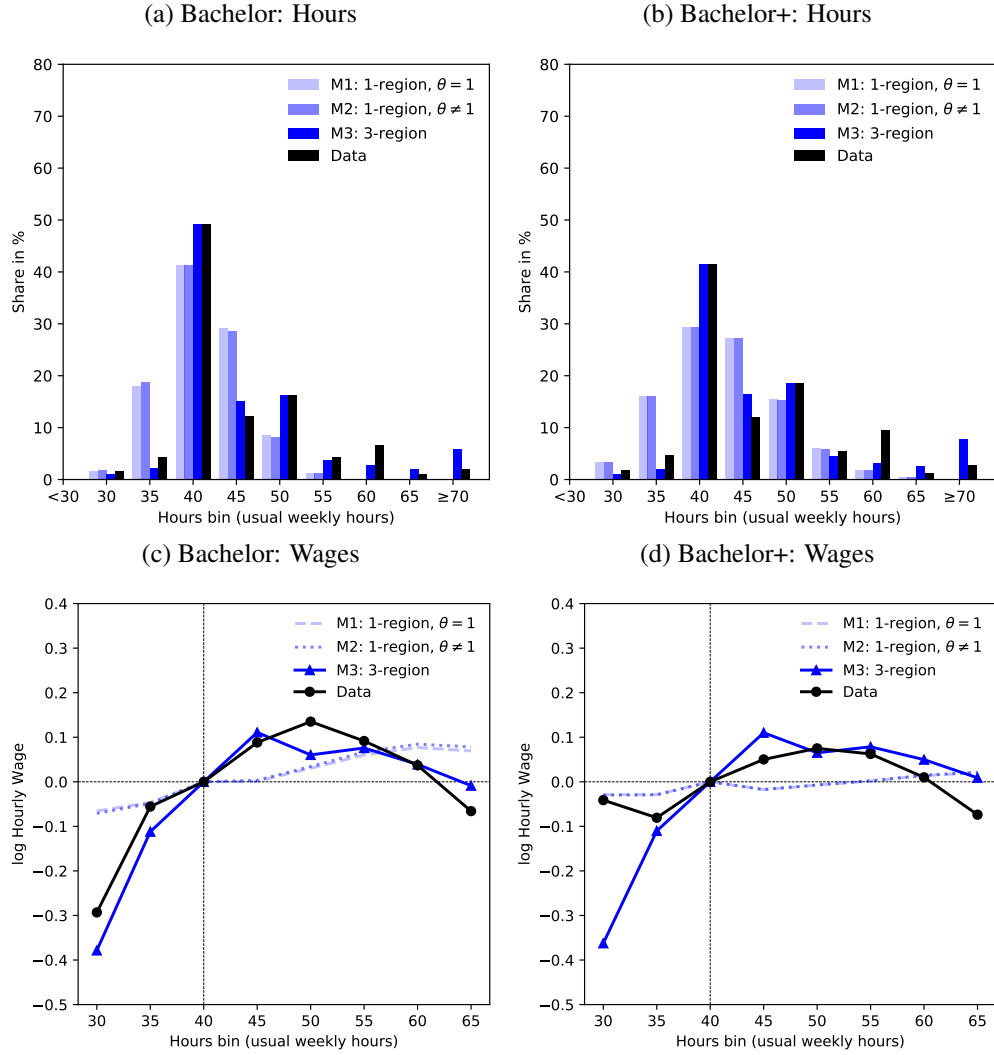 (a) Bachelor: Hours
(b) Bachelor+: Hours
80
70
60
50
40
30
20
10
0
Share in %
M1: 1-region, θ = 1
M2: 1-region, θ ≠ 1
M3: 3-region
Data
<30 30 35 40 45 50 55 60 65 ≥70
Hours bin (usual weekly hours)
80
70
60
50
40
30
20
10
0
Share in %
M1: 1-region, θ = 1
M2: 1-region, θ ≠ 1
M3: 3-region
Data
<30 30 35 40 45 50 55 60 65 ≥70
Hours bin (usual weekly hours)
(c) Bachelor: Wages
(d) Bachelor+: Wages
0.4
0.3
0.2
0.1
0.0
−0.1
−0.2
−0.3
−0.4
−0.5
log Hourly Wage
M1: 1-region, θ = 1
M2: 1-region, θ ≠ 1
M3: 3-region
Data
30 35 40 45 50 55 60 65
Hours bin (usual weekly hours)
0.4
0.3
0.2
0.1
0.0
−0.1
−0.2
−0.3
−0.4
−0.5
log Hourly Wage
M1: 1-region, θ = 1
M2: 1-region, θ ≠ 1
M3: 3-region
Data
30 35 40 45 50 55 60 65
Hours bin (usual weekly hours)